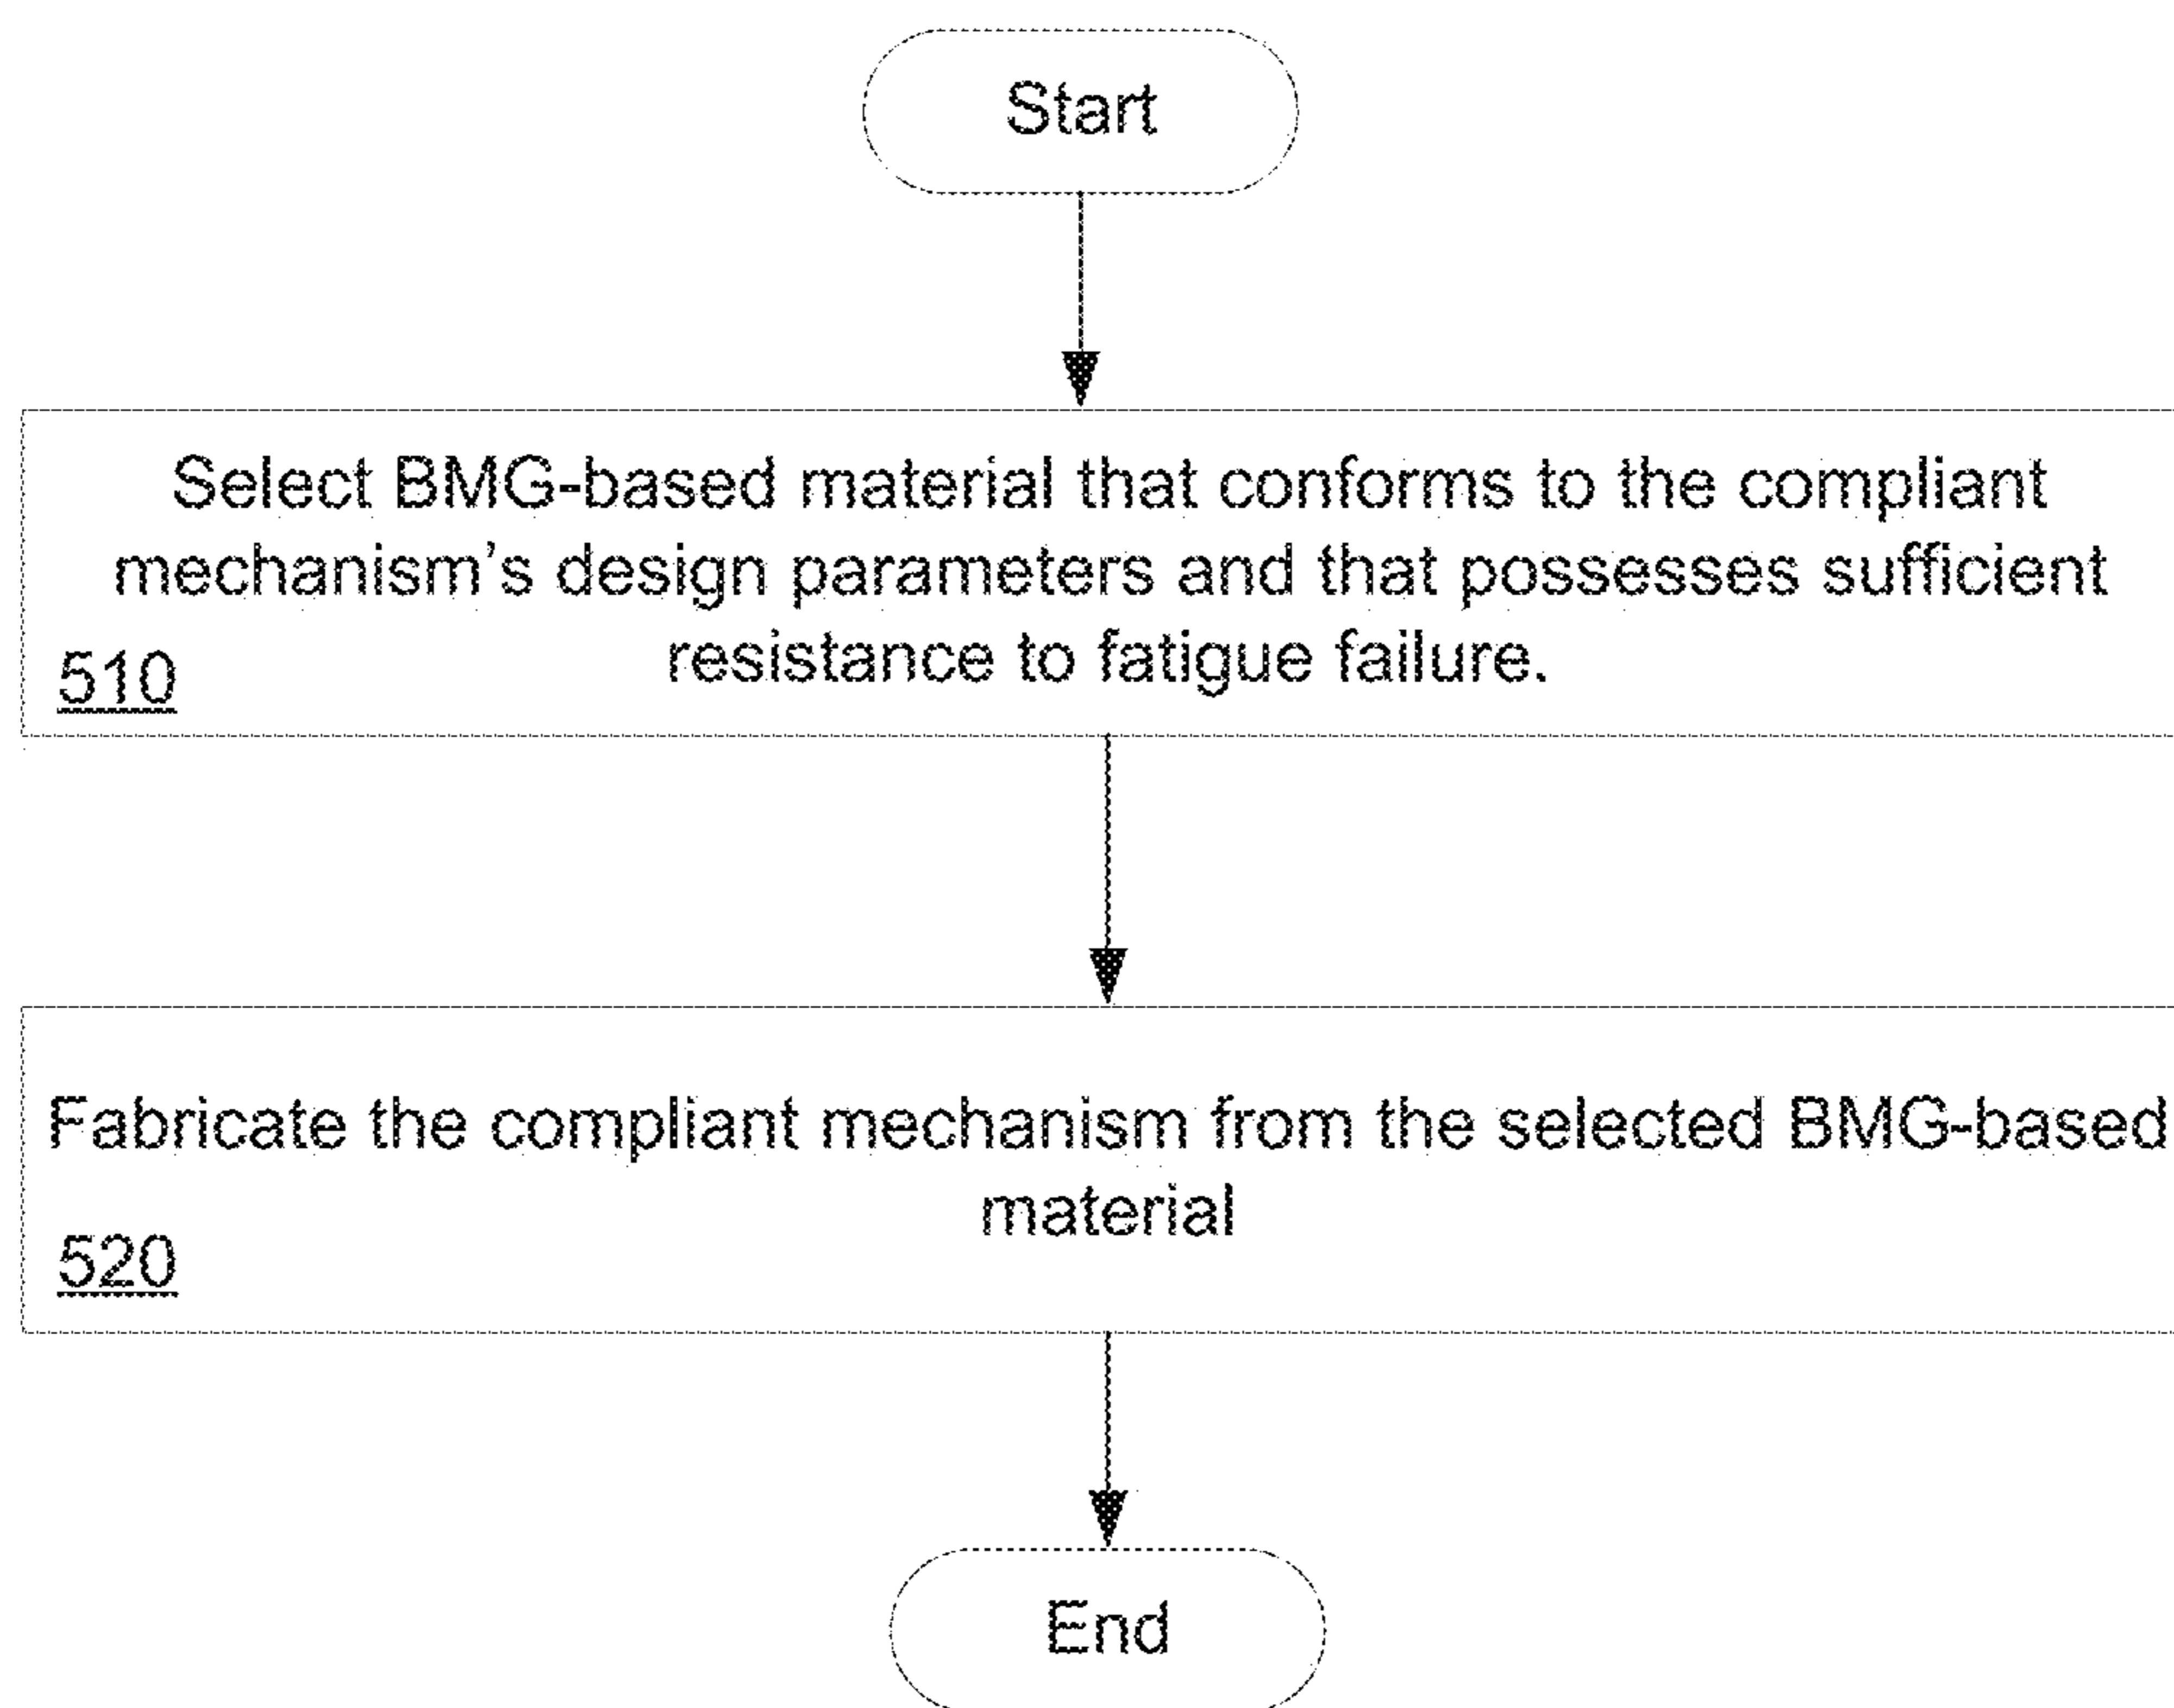 Start
Select BMG-based material that conforms to the compliant
mechanism's design parameters and that possesses sufficient
resistance to fatigue failure.
510
Fabricate the compliant mechanism from the selected BMG-based
material
520
End